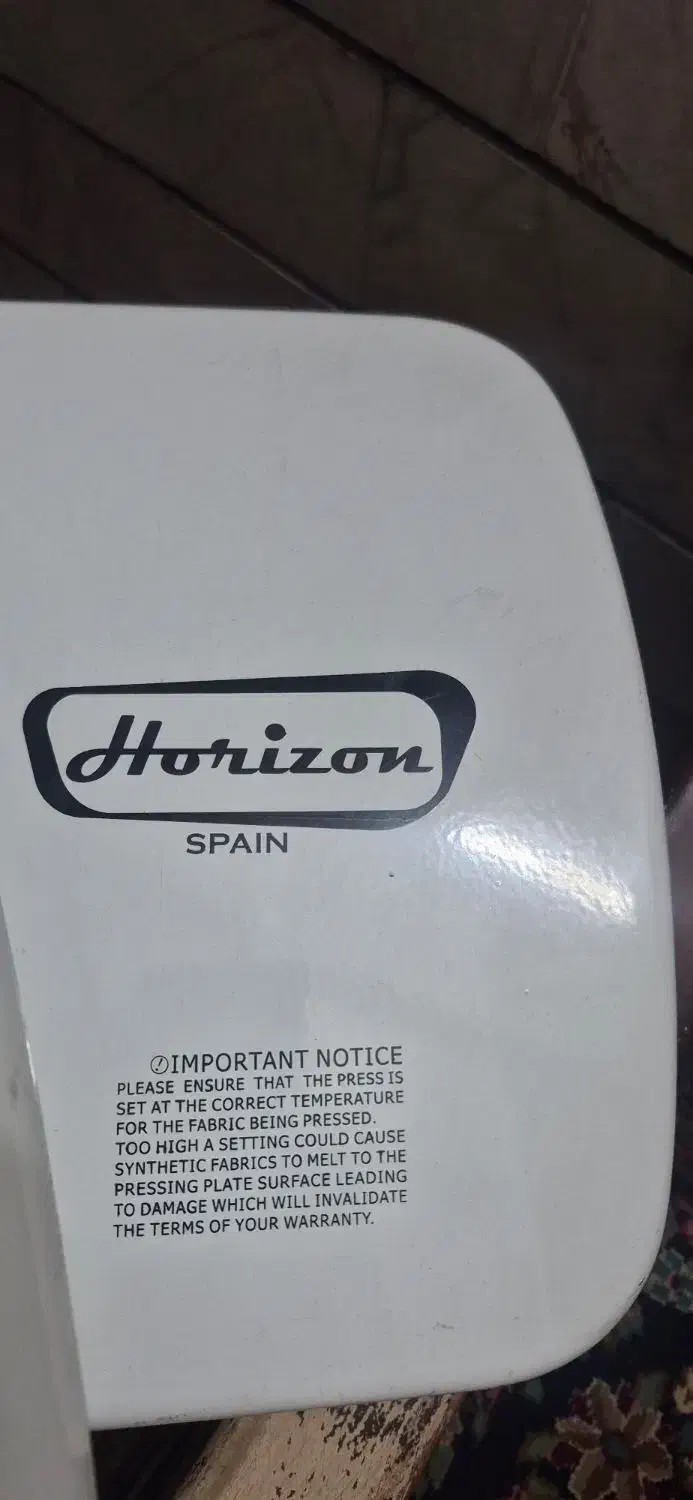 Horizon
SPAIN
IMPORTANT NOTICE
PLEASE ENSURE THAT THE PRESS IS
SET AT THE CORRECT TEMPERATURE
FOR THE FABRIC BEING PRESSED.
TOO HIGH A SETTING COULD CAUSE
SYNTHETIC FABRICS TO MELT TO THE
PRESSING PLATE SURFACE LEADING
TO DAMAGE WHICH WILL INVALIDATE
THE TERMS OF YOUR WARRANTY.